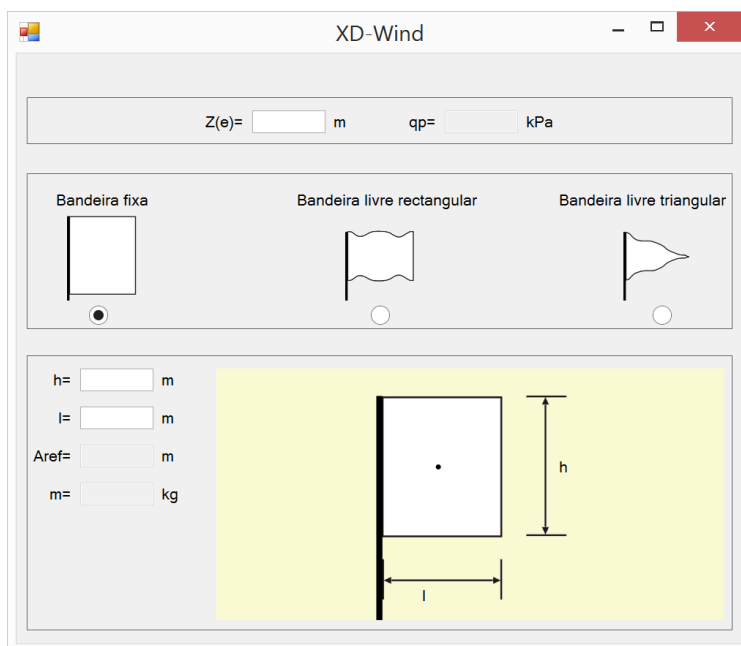 XD-Wind
Z(e)= m qp= kPa
Bandeira fixa Bandeira livre rectangular Bandeira livre triangular
h= m
l= m
Aref= m
m= kg
h
l